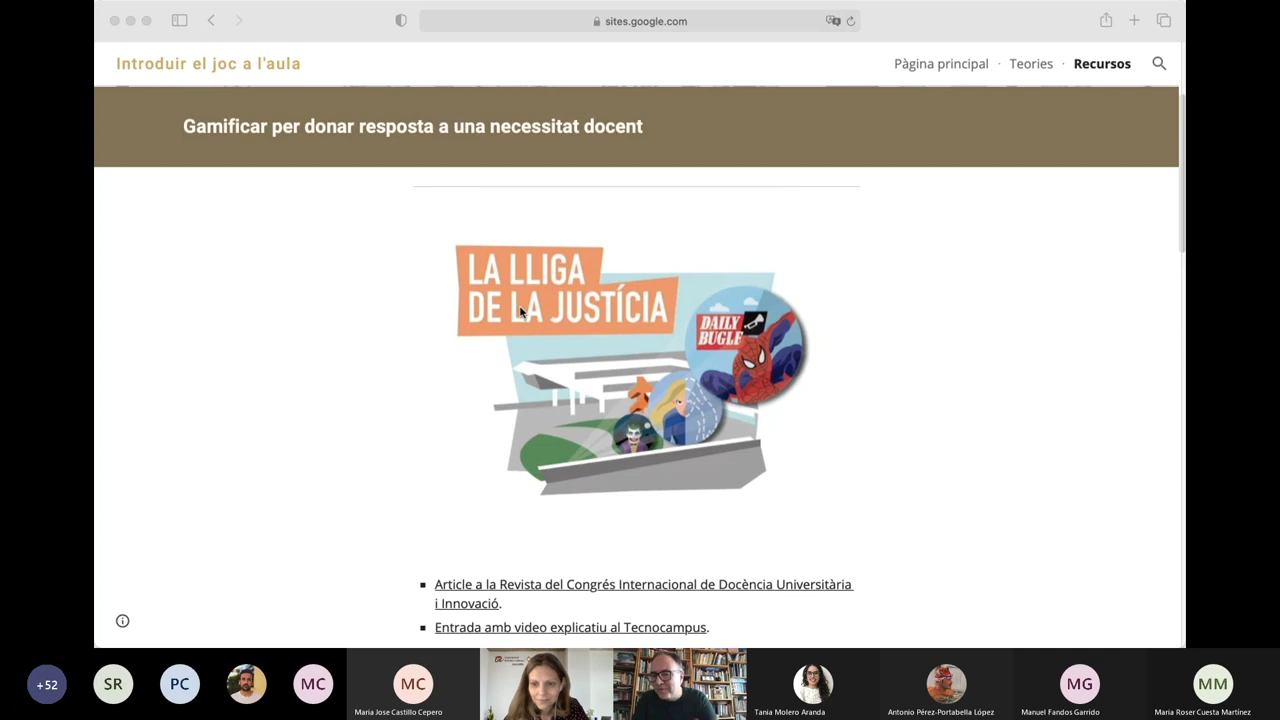 sites.google.com
Introduir el joc a l'aula
Pàgina principal · Teories · Recursos
Gamificar per donar resposta a una necessitat docent
LA LLIGA
DE LA JUSTÍCIA
DAILY
BUGLE
Article a la Revista del Congrés Internacional de Docència Universitària
i Innovació.
Entrada amb video explicatiu al Tecnocampus.
+52
SR
PC
MC
MC
MG
MM
Maria Jose Castillo Cepero
Tania Molero Aranda
Antonio Pérez-Portabella López
Manuel Fandos Garrido
Maria Roser Cuesta Martínez